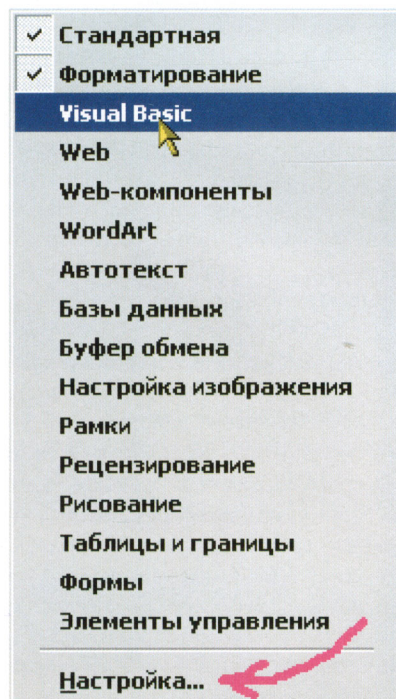 Стандартная
Форматирование
Visual Basic
Web
Web-компоненты
WordArt
Автотекст
Базы данных
Буфер обмена
Настройка изображения
Рамки
Рецензирование
Рисование
Таблицы и границы
Формы
Элементы управления
Настройка...